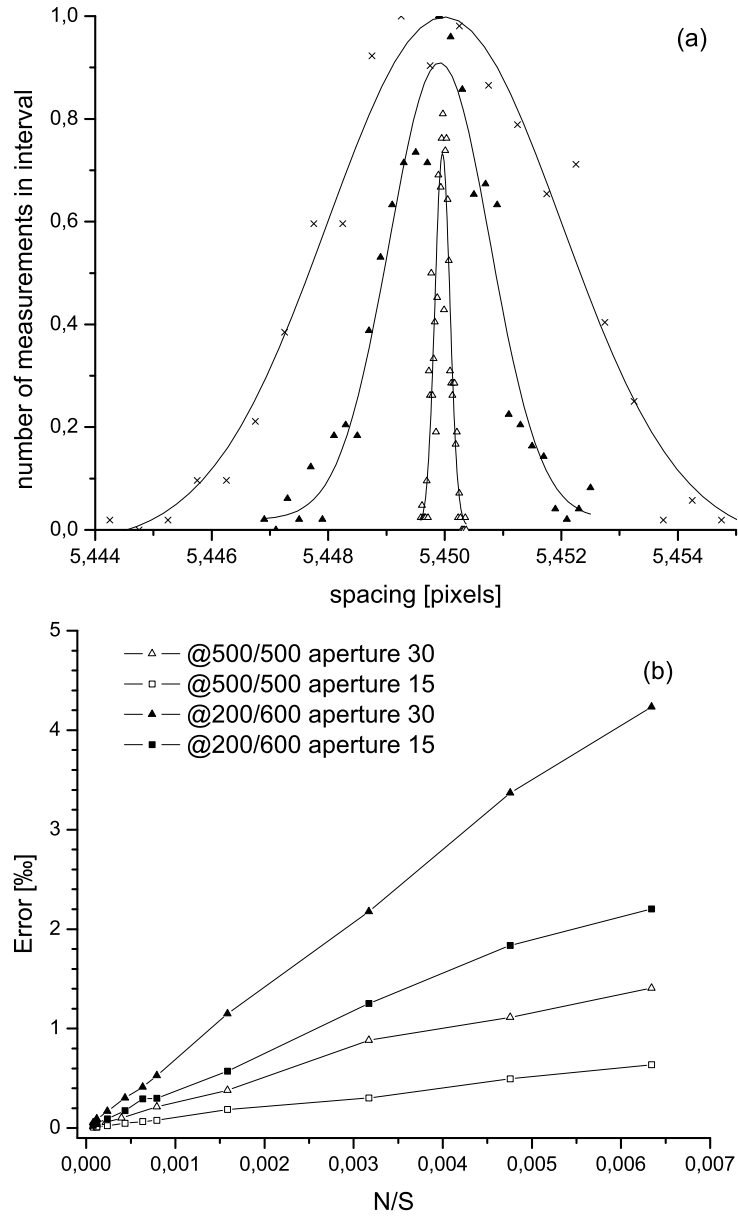 (a)
number of measurements in interval
1,0
0,8
0,6
0,4
0,2
0,0
5,444
5,446
5,448
5,450
5,452
5,454
spacing [pixels]
(b)
@500/500 aperture 30
@500/500 aperture 15
@200/600 aperture 30
@200/600 aperture 15
Error [‰]
5
4
3
2
1
0
0,000
0,001
0,002
0,003
0,004
0,005
0,006
0,007
N/S